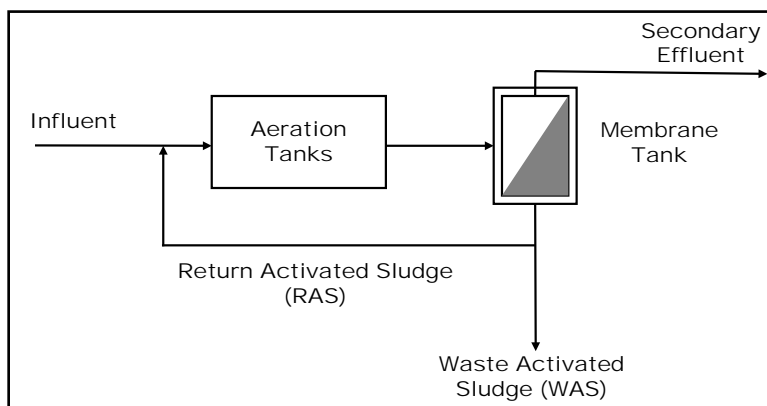 Secondary
Effluent
Influent
Aeration
Tanks
Membrane
Tank
Return Activated Sludge
(RAS)
Waste Activated
Sludge (WAS)